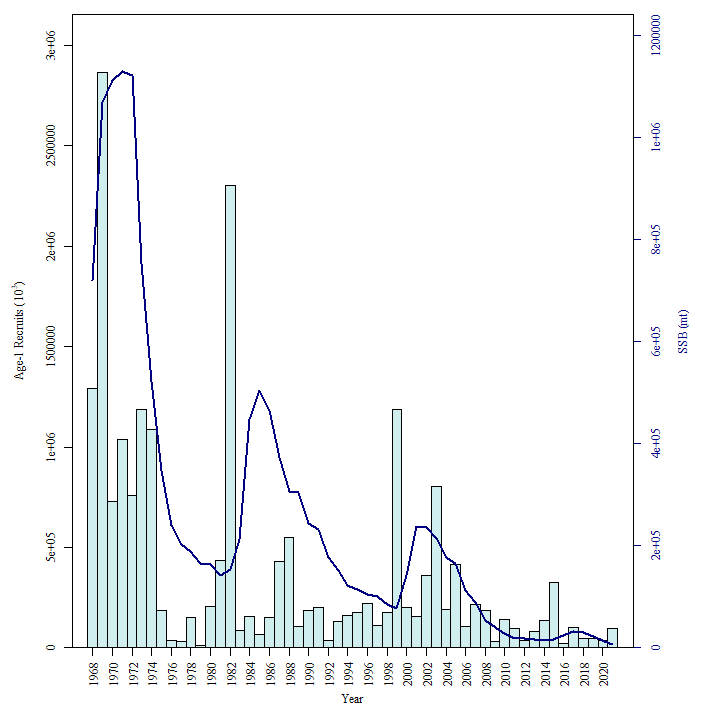 Age-1 Recruits (10³)
3e+06
2500000
2e+06
1500000
1e+06
5e+05
0
1200000
1e+06
8e+05
6e+05
4e+05
2e+05
0
SSB (mt)
1968
1970
1972
1974
1976
1978
1980
1982
1984
1986
1988
1990
1992
1994
1996
1998
2000
2002
2004
2006
2008
2010
2012
2014
2016
2018
2020
Year